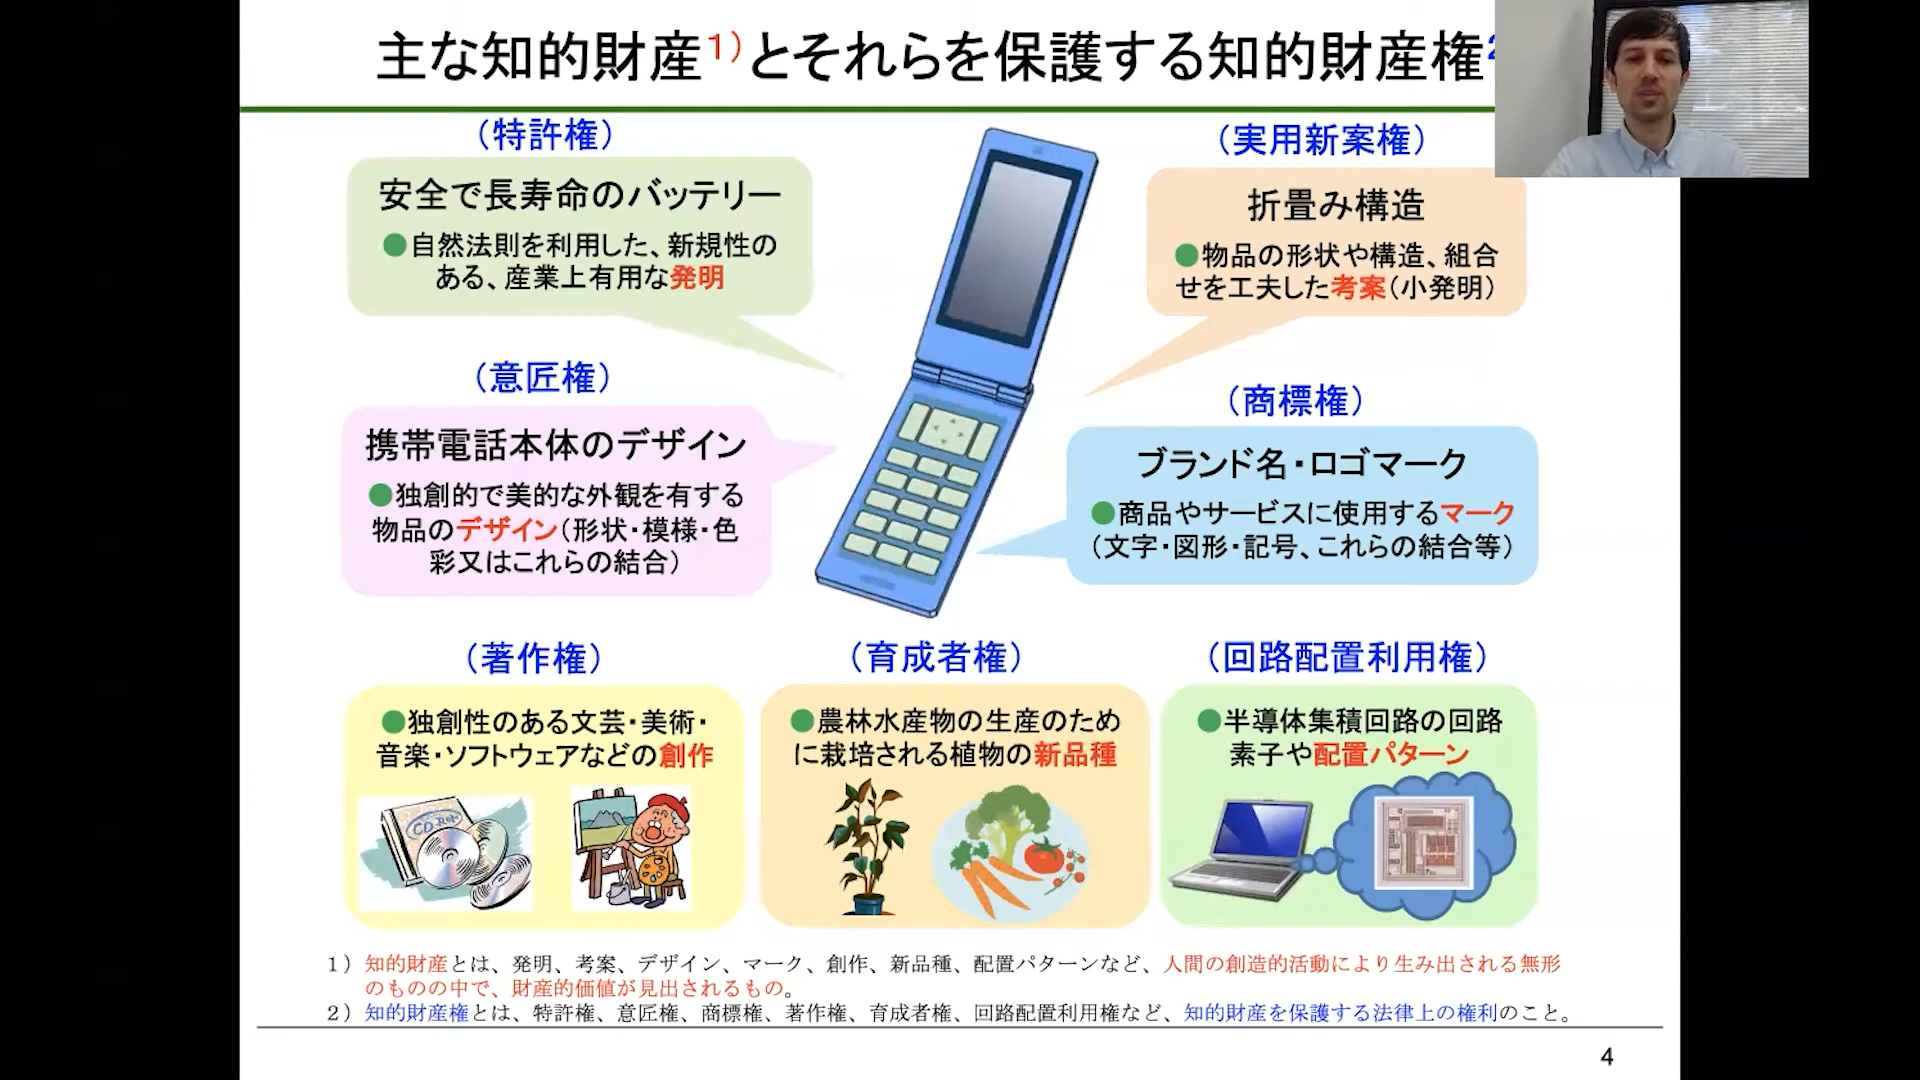 主な知的財産1)とそれらを保護する知的財産権
（特許権）
安全で長寿命のバッテリー
●自然法則を利用した、新規性の
ある、産業上有用な発明
（実用新案権）
折畳み構造
●物品の形状や構造、組合
せを工夫した考案（小発明）
（意匠権）
携帯電話本体のデザイン
●独創的で美的な外観を有する
物品のデザイン（形状・模様・色
彩又はこれらの結合）
（商標権）
ブランド名・ロゴマーク
●商品やサービスに使用するマーク
（文字・図形・記号、これらの結合等）
（著作権）
●独創性のある文芸・美術・
音楽・ソフトウェアなどの創作
CD-ROM
（育成者権）
●農林水産物の生産のため
に栽培される植物の新品種
（回路配置利用権）
●半導体集積回路の回路
素子や配置パターン
１）知的財産とは、発明、考案、デザイン、マーク、創作、新品種、配置パターンなど、人間の創造的活動により生み出される無形
のものの中で、財産的価値が見出されるもの。
２）知的財産権とは、特許権、意匠権、商標権、著作権、育成者権、回路配置利用権など、知的財産を保護する法律上の権利のこと。
4